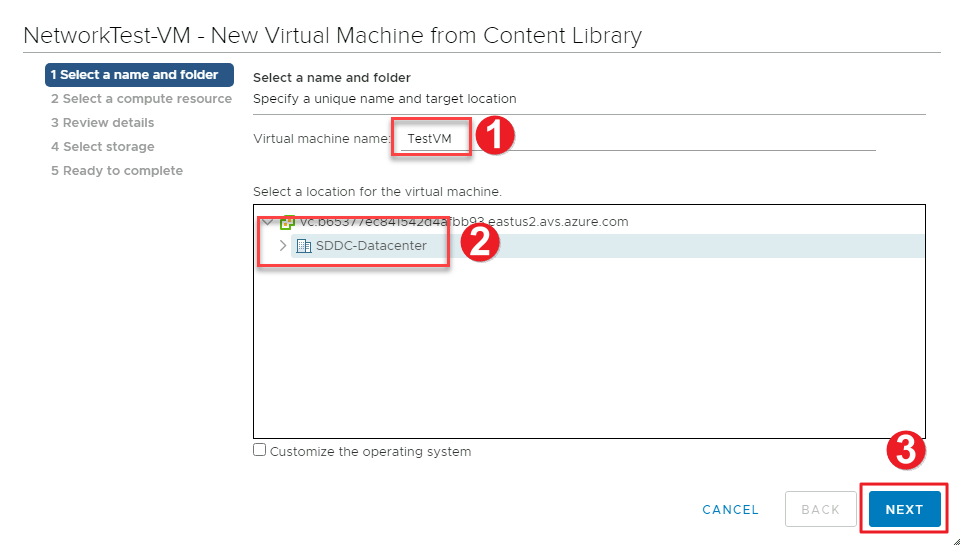 NetworkTest-VM - New Virtual Machine from Content Library
1 Select a name and folder
2 Select a compute resource
3 Review details
4 Select storage
5 Ready to complete
Select a name and folder
Specify a unique name and target location
Virtual machine name: TestVM
1
Select a location for the virtual machine.
vc.b65377ec841542d4afbb93.eastus2.avs.azure.com
SDDC-Datacenter
2
Customize the operating system
3
CANCEL BACK NEXT